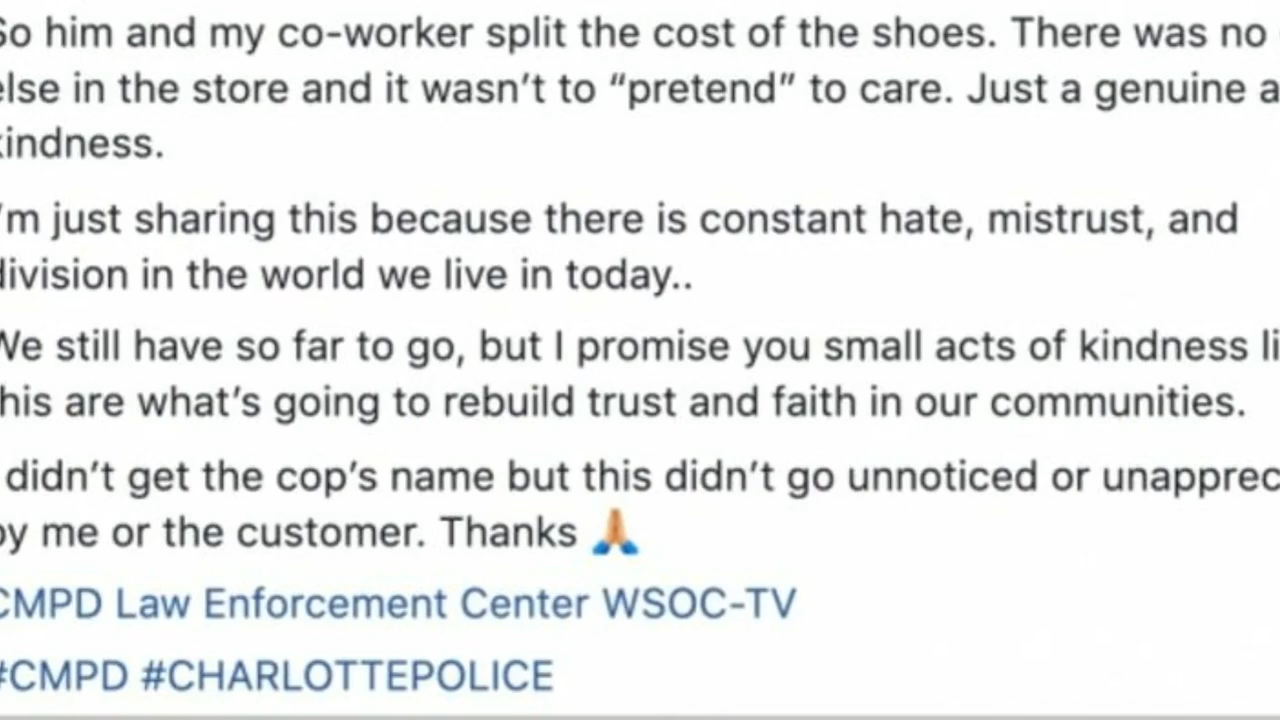 So him and my co-worker split the cost of the shoes. There was no
else in the store and it wasn't to “pretend” to care. Just a genuine a
kindness.
I'm just sharing this because there is constant hate, mistrust, and
division in the world we live in today..
We still have so far to go, but I promise you small acts of kindness li
this are what's going to rebuild trust and faith in our communities.
didn't get the cop's name but this didn't go unnoticed or unapprec
by me or the customer. Thanks 🙏
CMPD Law Enforcement Center WSOC-TV
#CMPD #CHARLOTTEPOLICE